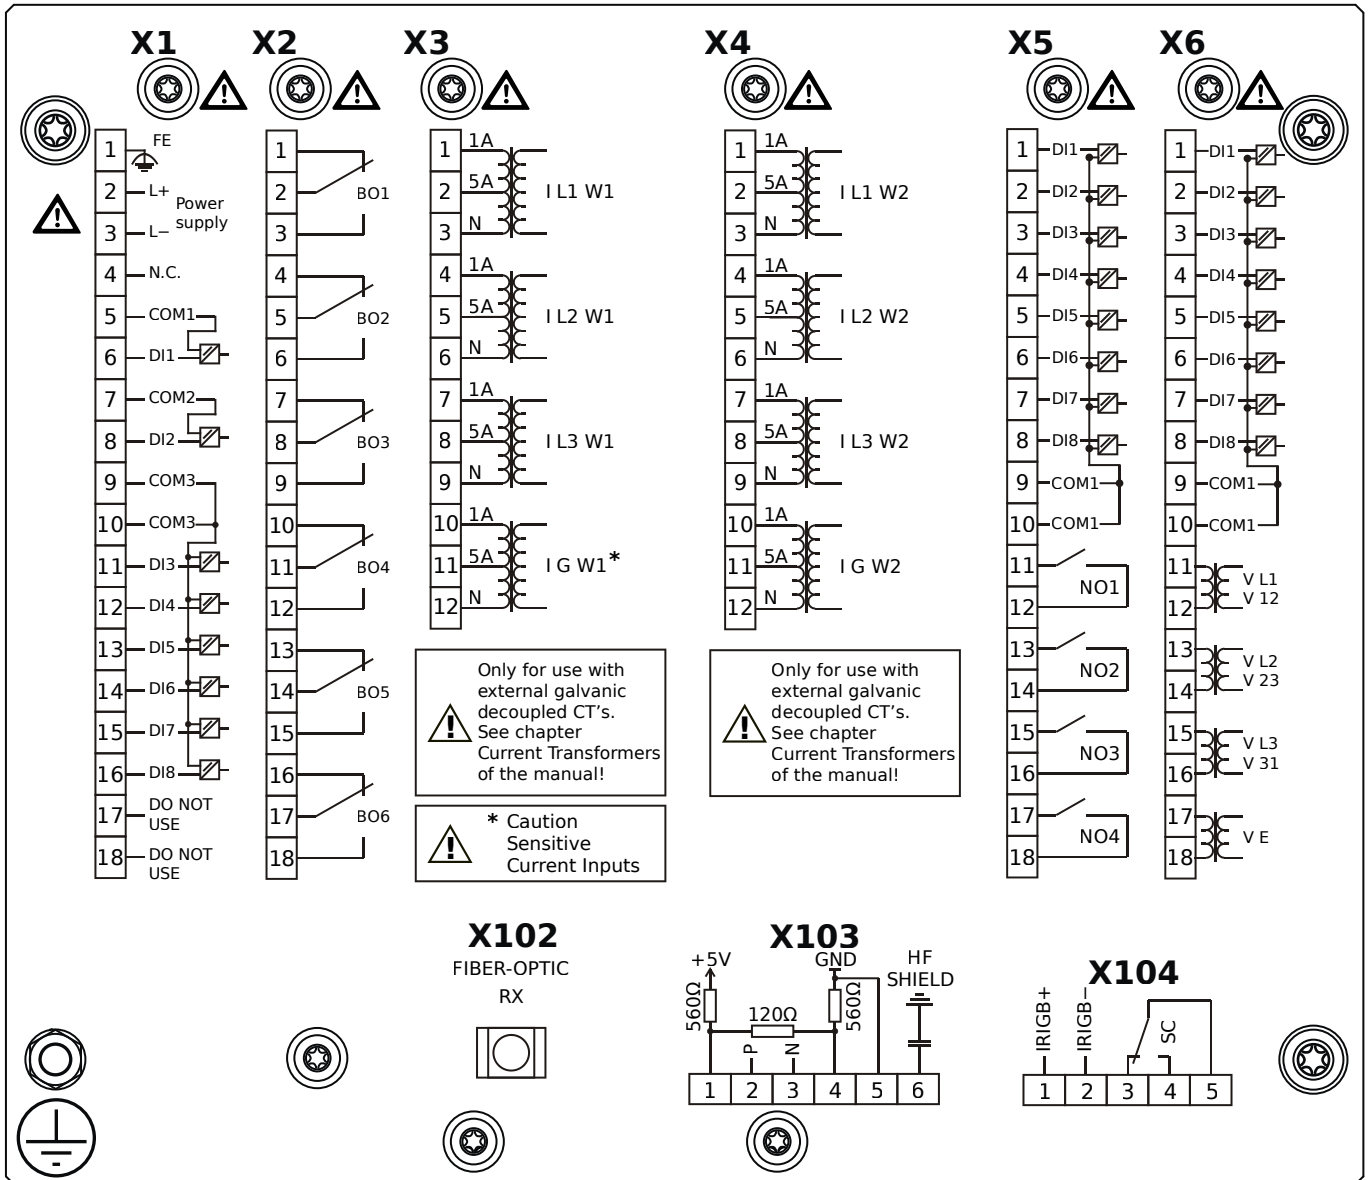 X1
1
FE
2
L+
Power
supply
3
L−
4
N.C.
5
COM1
6
DI1
7
COM2
8
DI2
9
COM3
10
COM3
11
DI3
12
DI4
13
DI5
14
DI6
15
DI7
16
DI8
17
DO NOT
USE
18
DO NOT
USE
X2
1
2
BO1
3
4
5
BO2
6
7
8
BO3
9
10
11
BO4
12
13
14
BO5
15
16
17
BO6
18
X3
1
1A
2
5A
I L1 W1
3
N
4
1A
5
5A
I L2 W1
6
N
7
1A
8
5A
I L3 W1
9
N
10
1A
11
5A
I G W1*
12
N
Only for use with
external galvanic
decoupled CT's.
See chapter
Current Transformers
of the manual!
* Caution
Sensitive
Current Inputs
X4
1
1A
2
5A
I L1 W2
3
N
4
1A
5
5A
I L2 W2
6
N
7
1A
8
5A
I L3 W2
9
N
10
1A
11
5A
I G W2
12
N
Only for use with
external galvanic
decoupled CT's.
See chapter
Current Transformers
of the manual!
X5
1
DI1
2
DI2
3
DI3
4
DI4
5
DI5
6
DI6
7
DI7
8
DI8
9
COM1
10
COM1
11
NO1
12
13
NO2
14
15
NO3
16
17
NO4
18
X6
1
DI1
2
DI2
3
DI3
4
DI4
5
DI5
6
DI6
7
DI7
8
DI8
9
COM1
10
COM1
11
V L1
V 12
12
13
V L2
V 23
14
15
V L3
V 31
16
17
V E
18
X102
FIBER-OPTIC
RX
X103
+5V
GND
HF
SHIELD
560Ω
120Ω
560Ω
P
N
1 2 3 4 5 6
X104
IRIGB+
IRIGB−
SC
1 2 3 4 5